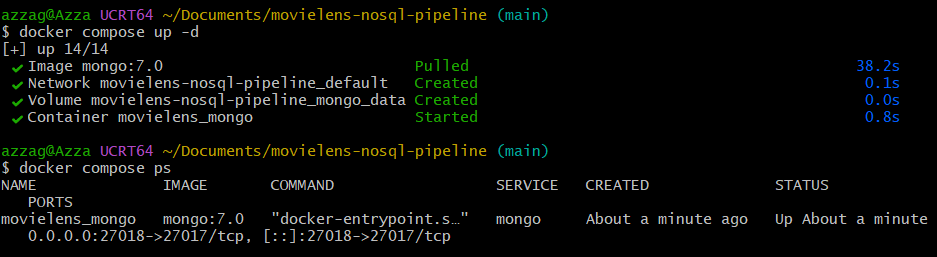 azzag@Azza UCRT64 ~/Documents/movielens-nosql-pipeline (main)
$ docker compose up -d
[+] up 14/14
✔ Image mongo:7.0 Pulled 38.2s
✔ Network movielens-nosql-pipeline_default Created 0.1s
✔ Volume movielens-nosql-pipeline_mongo_data Created 0.0s
✔ Container movielens_mongo Started 0.8s
azzag@Azza UCRT64 ~/Documents/movielens-nosql-pipeline (main)
$ docker compose ps
NAME IMAGE COMMAND SERVICE CREATED STATUS
PORTS
movielens_mongo mongo:7.0 "docker-entrypoint.s…" mongo About a minute ago Up About a minute
0.0.0.0:27018->27017/tcp, [::]:27018->27017/tcp